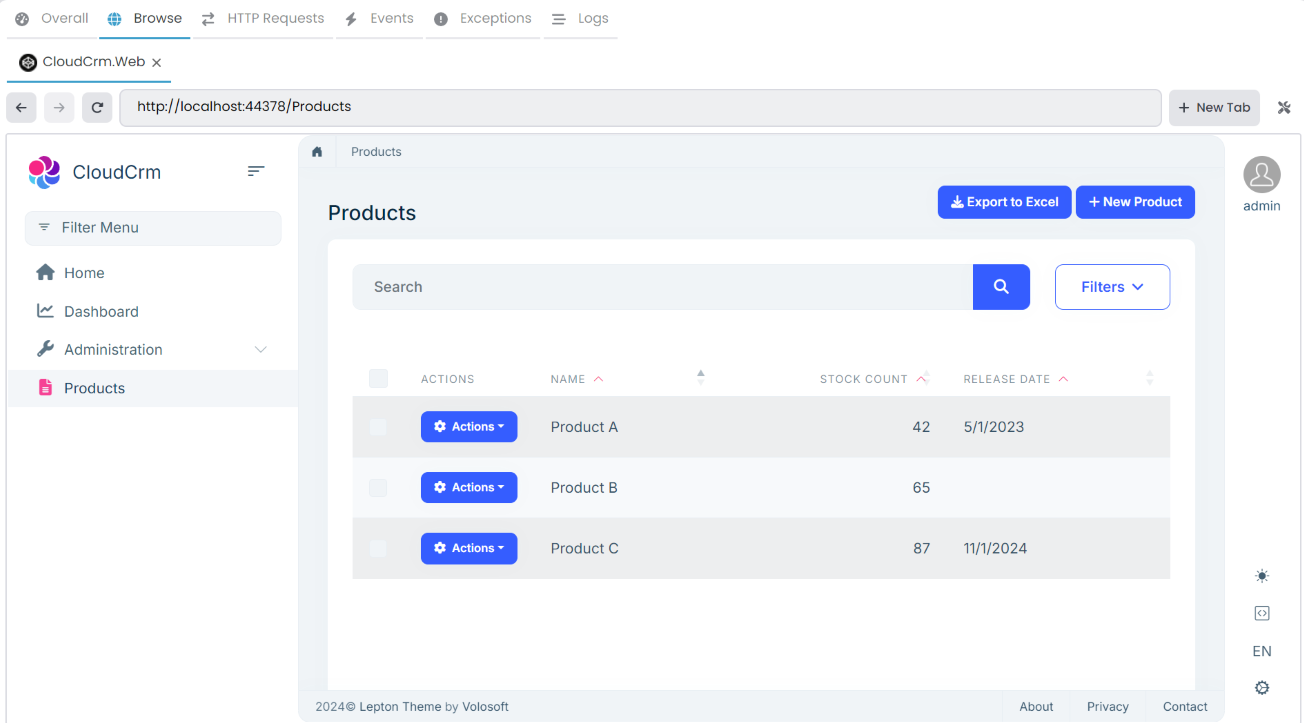 Overall Browse HTTP Requests Events Exceptions Logs
CloudCrm.Web
http://localhost:44378/Products New Tab
CloudCrm
Filter Menu
Home
Dashboard
Administration
Products
Products
Products
Export to Excel + New Product
Search Filters
ACTIONS NAME STOCK COUNT RELEASE DATE
Actions Product A 42 5/1/2023
Actions Product B 65
Actions Product C 87 11/1/2024
2024© Lepton Theme by Volosoft About Privacy Contact
admin
EN